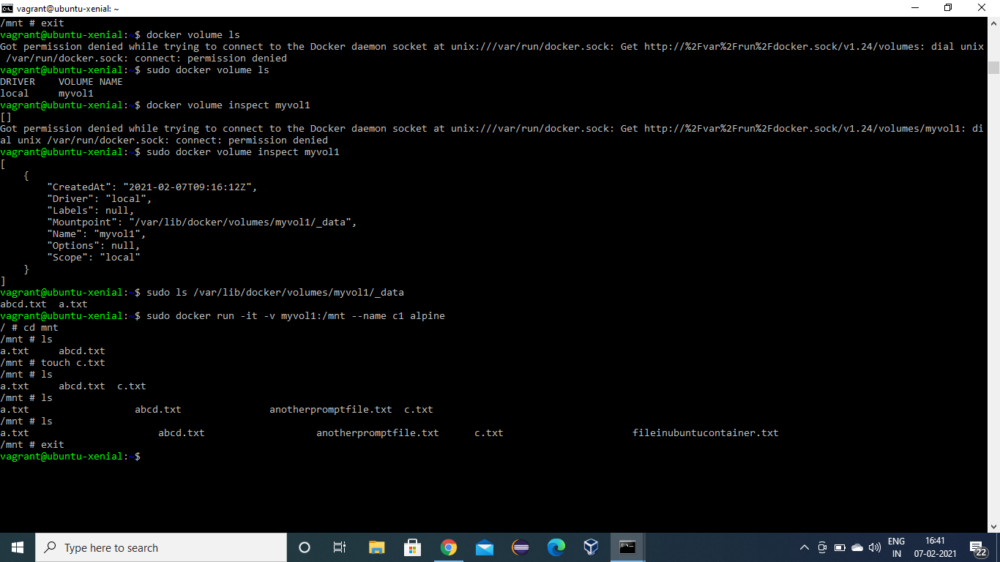 vagrant@ubuntu-xenial: ~
/mnt # exit
vagrant@ubuntu-xenial:~$ docker volume ls
Got permission denied while trying to connect to the Docker daemon socket at unix:///var/run/docker.sock: Get http://%2Fvar%2Frun%2Fdocker.sock/v1.24/volumes: dial unix
/var/run/docker.sock: connect: permission denied
vagrant@ubuntu-xenial:~$ sudo docker volume ls
DRIVER    VOLUME NAME
local     myvol1
vagrant@ubuntu-xenial:~$ docker volume inspect myvol1
[]
Got permission denied while trying to connect to the Docker daemon socket at unix:///var/run/docker.sock: Get http://%2Fvar%2Frun%2Fdocker.sock/v1.24/volumes/myvol1: di
al unix /var/run/docker.sock: connect: permission denied
vagrant@ubuntu-xenial:~$ sudo docker volume inspect myvol1
[
    {
        "CreatedAt": "2021-02-07T09:16:12Z",
        "Driver": "local",
        "Labels": null,
        "Mountpoint": "/var/lib/docker/volumes/myvol1/_data",
        "Name": "myvol1",
        "Options": null,
        "Scope": "local"
    }
]
vagrant@ubuntu-xenial:~$ sudo ls /var/lib/docker/volumes/myvol1/_data
abcd.txt  a.txt
vagrant@ubuntu-xenial:~$ sudo docker run -it -v myvol1:/mnt --name c1 alpine
/ # cd mnt
/mnt # ls
a.txt     abcd.txt
/mnt # touch c.txt
/mnt # ls
a.txt     abcd.txt  c.txt
/mnt # ls
a.txt                  abcd.txt               anotherpromptfile.txt  c.txt
/mnt # ls
a.txt                      abcd.txt                   anotherpromptfile.txt      c.txt                      fileinubuntucontainer.txt
/mnt # exit
vagrant@ubuntu-xenial:~$
Type here to search
ENG
IN
16:41
07-02-2021
22